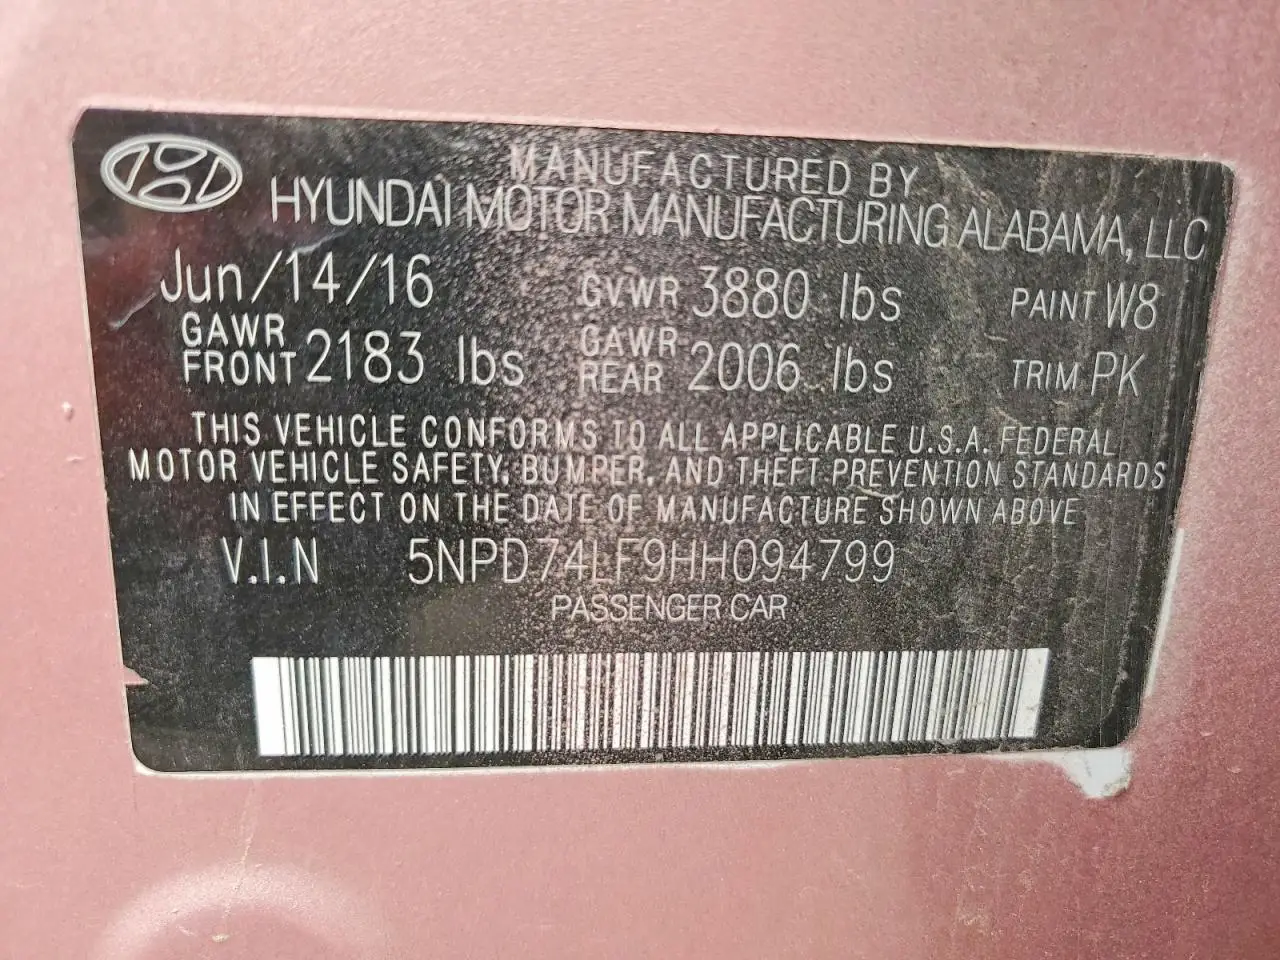 MANUFACTURED BY
HYUNDAI MOTOR MANUFACTURING ALABAMA, LLC
Jun/14/16 GVWR 3880 lbs PAINT W8
GAWR FRONT 2183 lbs GAWR REAR 2006 lbs TRIM PK
THIS VEHICLE CONFORMS TO ALL APPLICABLE U.S.A. FEDERAL
MOTOR VEHICLE SAFETY, BUMPER, AND THEFT PREVENTION STANDARDS
IN EFFECT ON THE DATE OF MANUFACTURE SHOWN ABOVE
V.I.N 5NPD74LF9HH094799
PASSENGER CAR